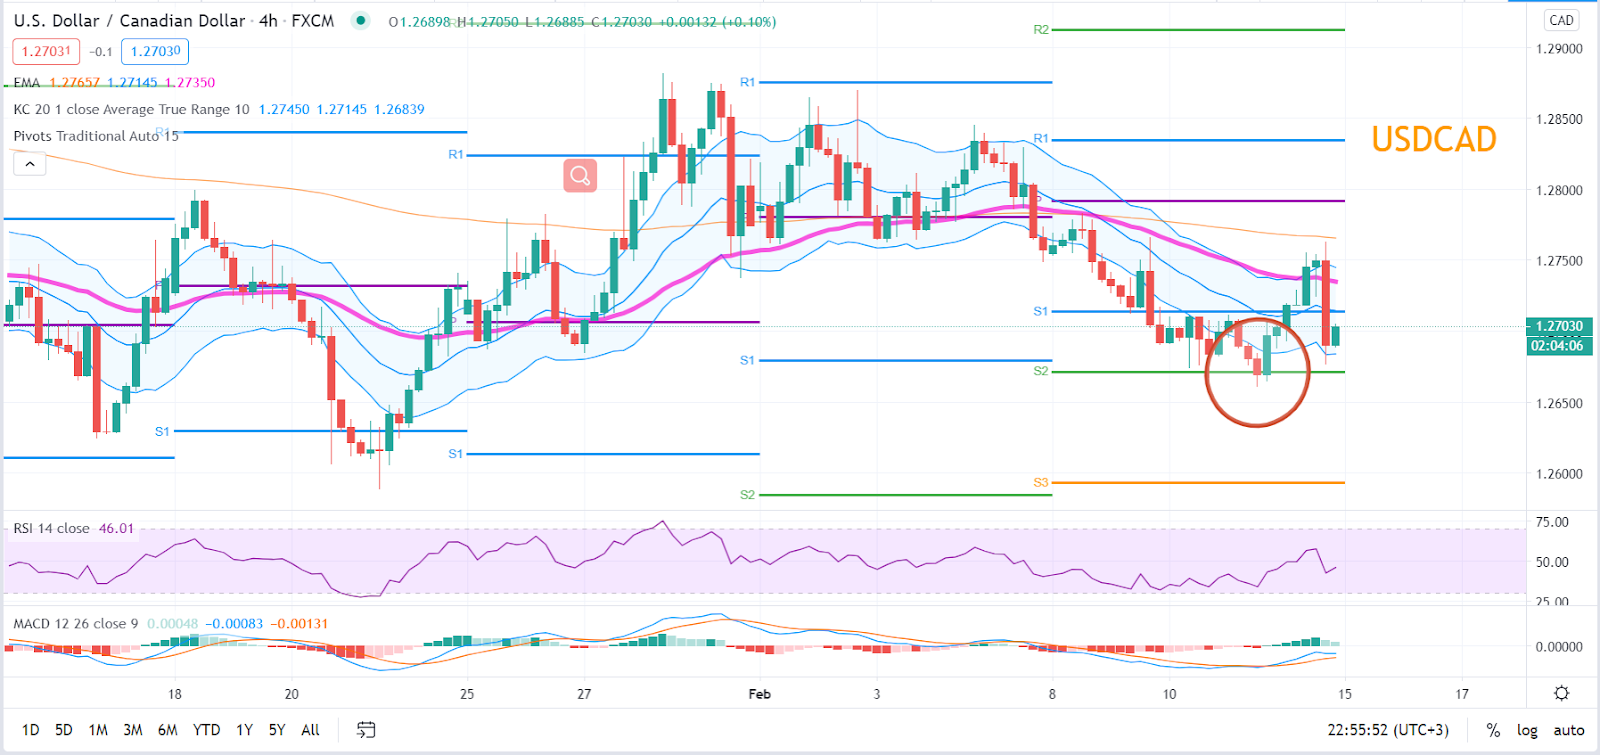 U.S. Dollar / Canadian Dollar · 4h · FXCM O1.26898 H1.27050 L1.26885 C1.27030 +0.00132 (+0.10%)
CAD
1.27031 −0.1 1.27030
EMA 1.27657 1.27145 1.27350
KC 20 1 close Average True Range 10 1.27450 1.27145 1.26839
Pivots Traditional Auto 15
USDCAD
R1
S1
P
R1
P
S1
R1
S1
S2
R2
R1
P
S1
S2
S3
1.29000
1.28500
1.28000
1.27500
1.27030
02:04:06
1.26500
1.26000
RSI 14 close 46.01
75.00
50.00
25.00
MACD 12 26 close 9 0.00048 −0.00083 −0.00131
0.00000
18 20 25 27 Feb 3 8 10 15 17
1D 5D 1M 3M 6M YTD 1Y 5Y All 22:55:52 (UTC+3) % log auto